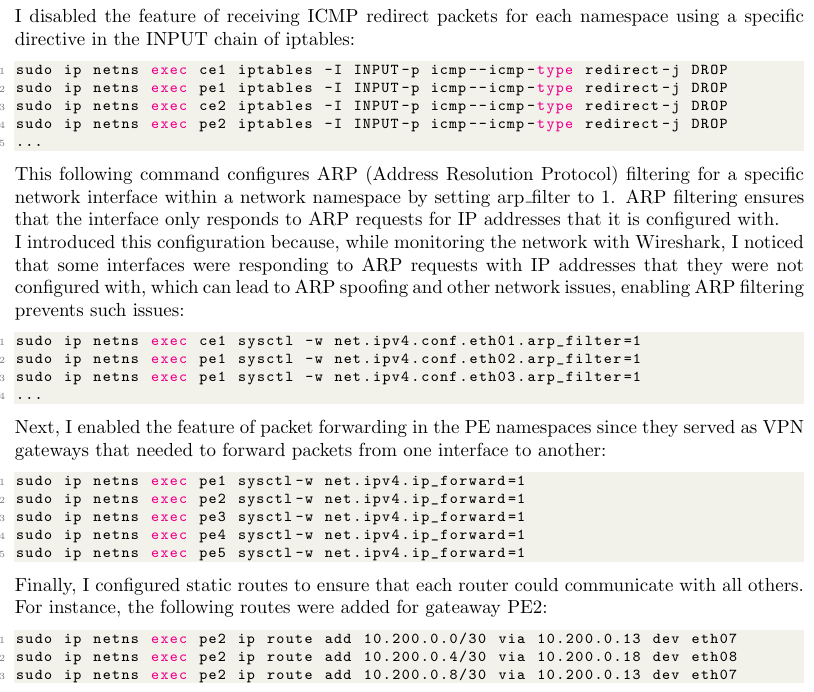 I disabled the feature of receiving ICMP redirect packets for each namespace using a specific
directive in the INPUT chain of iptables:
1 sudo ip netns exec ce1 iptables -I INPUT-p icmp--icmp-type redirect-j DROP
2 sudo ip netns exec pe1 iptables -I INPUT-p icmp--icmp-type redirect-j DROP
3 sudo ip netns exec ce2 iptables -I INPUT-p icmp--icmp-type redirect-j DROP
4 sudo ip netns exec pe2 iptables -I INPUT-p icmp--icmp-type redirect-j DROP
5 ...
This following command configures ARP (Address Resolution Protocol) filtering for a specific
network interface within a network namespace by setting arp_filter to 1. ARP filtering ensures
that the interface only responds to ARP requests for IP addresses that it is configured with.
I introduced this configuration because, while monitoring the network with Wireshark, I noticed
that some interfaces were responding to ARP requests with IP addresses that they were not
configured with, which can lead to ARP spoofing and other network issues, enabling ARP filtering
prevents such issues:
1 sudo ip netns exec ce1 sysctl -w net.ipv4.conf.eth01.arp_filter=1
2 sudo ip netns exec pe1 sysctl -w net.ipv4.conf.eth02.arp_filter=1
3 sudo ip netns exec pe1 sysctl -w net.ipv4.conf.eth03.arp_filter=1
4 ...
Next, I enabled the feature of packet forwarding in the PE namespaces since they served as VPN
gateways that needed to forward packets from one interface to another:
1 sudo ip netns exec pe1 sysctl-w net.ipv4.ip_forward=1
2 sudo ip netns exec pe2 sysctl-w net.ipv4.ip_forward=1
3 sudo ip netns exec pe3 sysctl-w net.ipv4.ip_forward=1
4 sudo ip netns exec pe4 sysctl-w net.ipv4.ip_forward=1
5 sudo ip netns exec pe5 sysctl-w net.ipv4.ip_forward=1
Finally, I configured static routes to ensure that each router could communicate with all others.
For instance, the following routes were added for gateaway PE2:
1 sudo ip netns exec pe2 ip route add 10.200.0.0/30 via 10.200.0.13 dev eth07
2 sudo ip netns exec pe2 ip route add 10.200.0.4/30 via 10.200.0.18 dev eth08
3 sudo ip netns exec pe2 ip route add 10.200.0.8/30 via 10.200.0.13 dev eth07